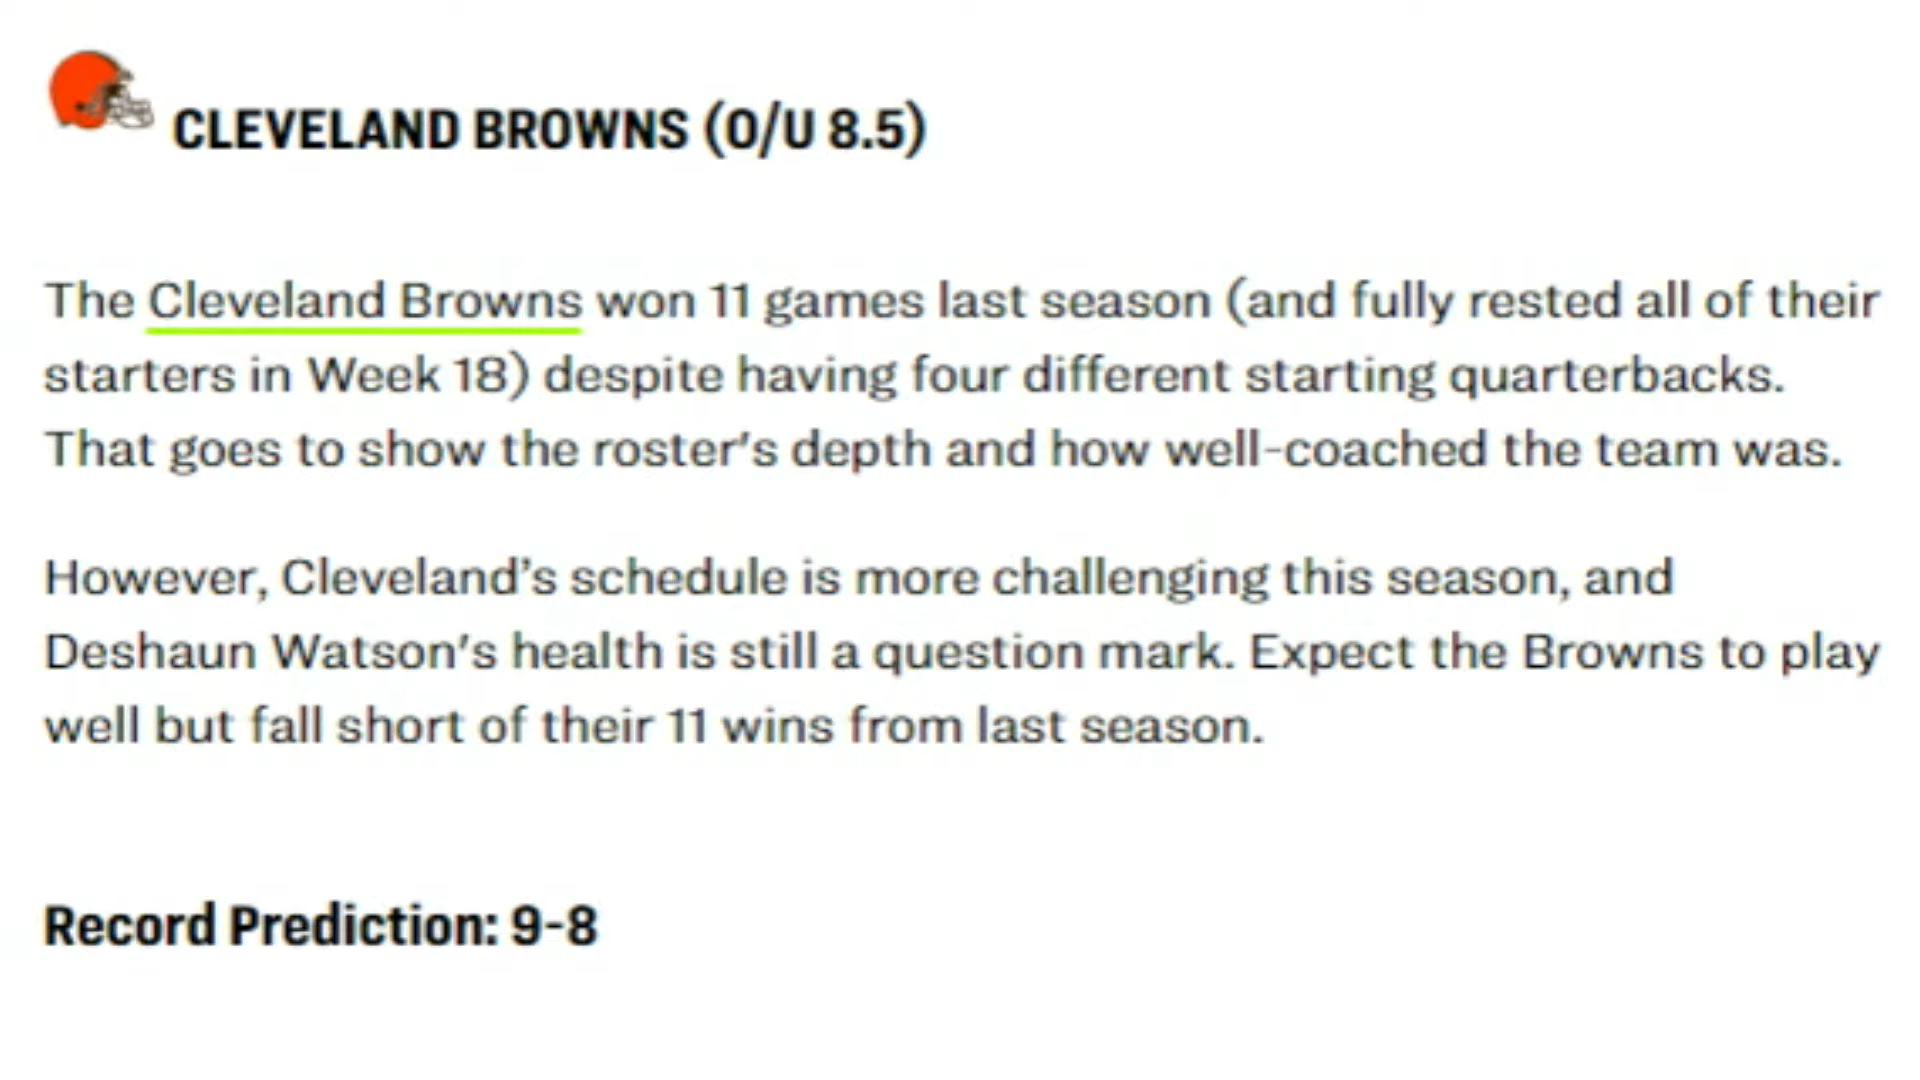 CLEVELAND BROWNS (O/U 8.5)
The Cleveland Browns won 11 games last season (and fully rested all of their
starters in Week 18) despite having four different starting quarterbacks.
That goes to show the roster's depth and how well-coached the team was.
However, Cleveland’s schedule is more challenging this season, and
Deshaun Watson's health is still a question mark. Expect the Browns to play
well but fall short of their 11 wins from last season.
Record Prediction: 9-8